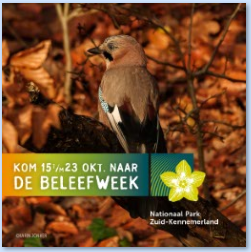 KOM 15 T/M 23 OKT. NAAR
DE BELEEFWEEK
Nationaal Park
Zuid-Kennemerland